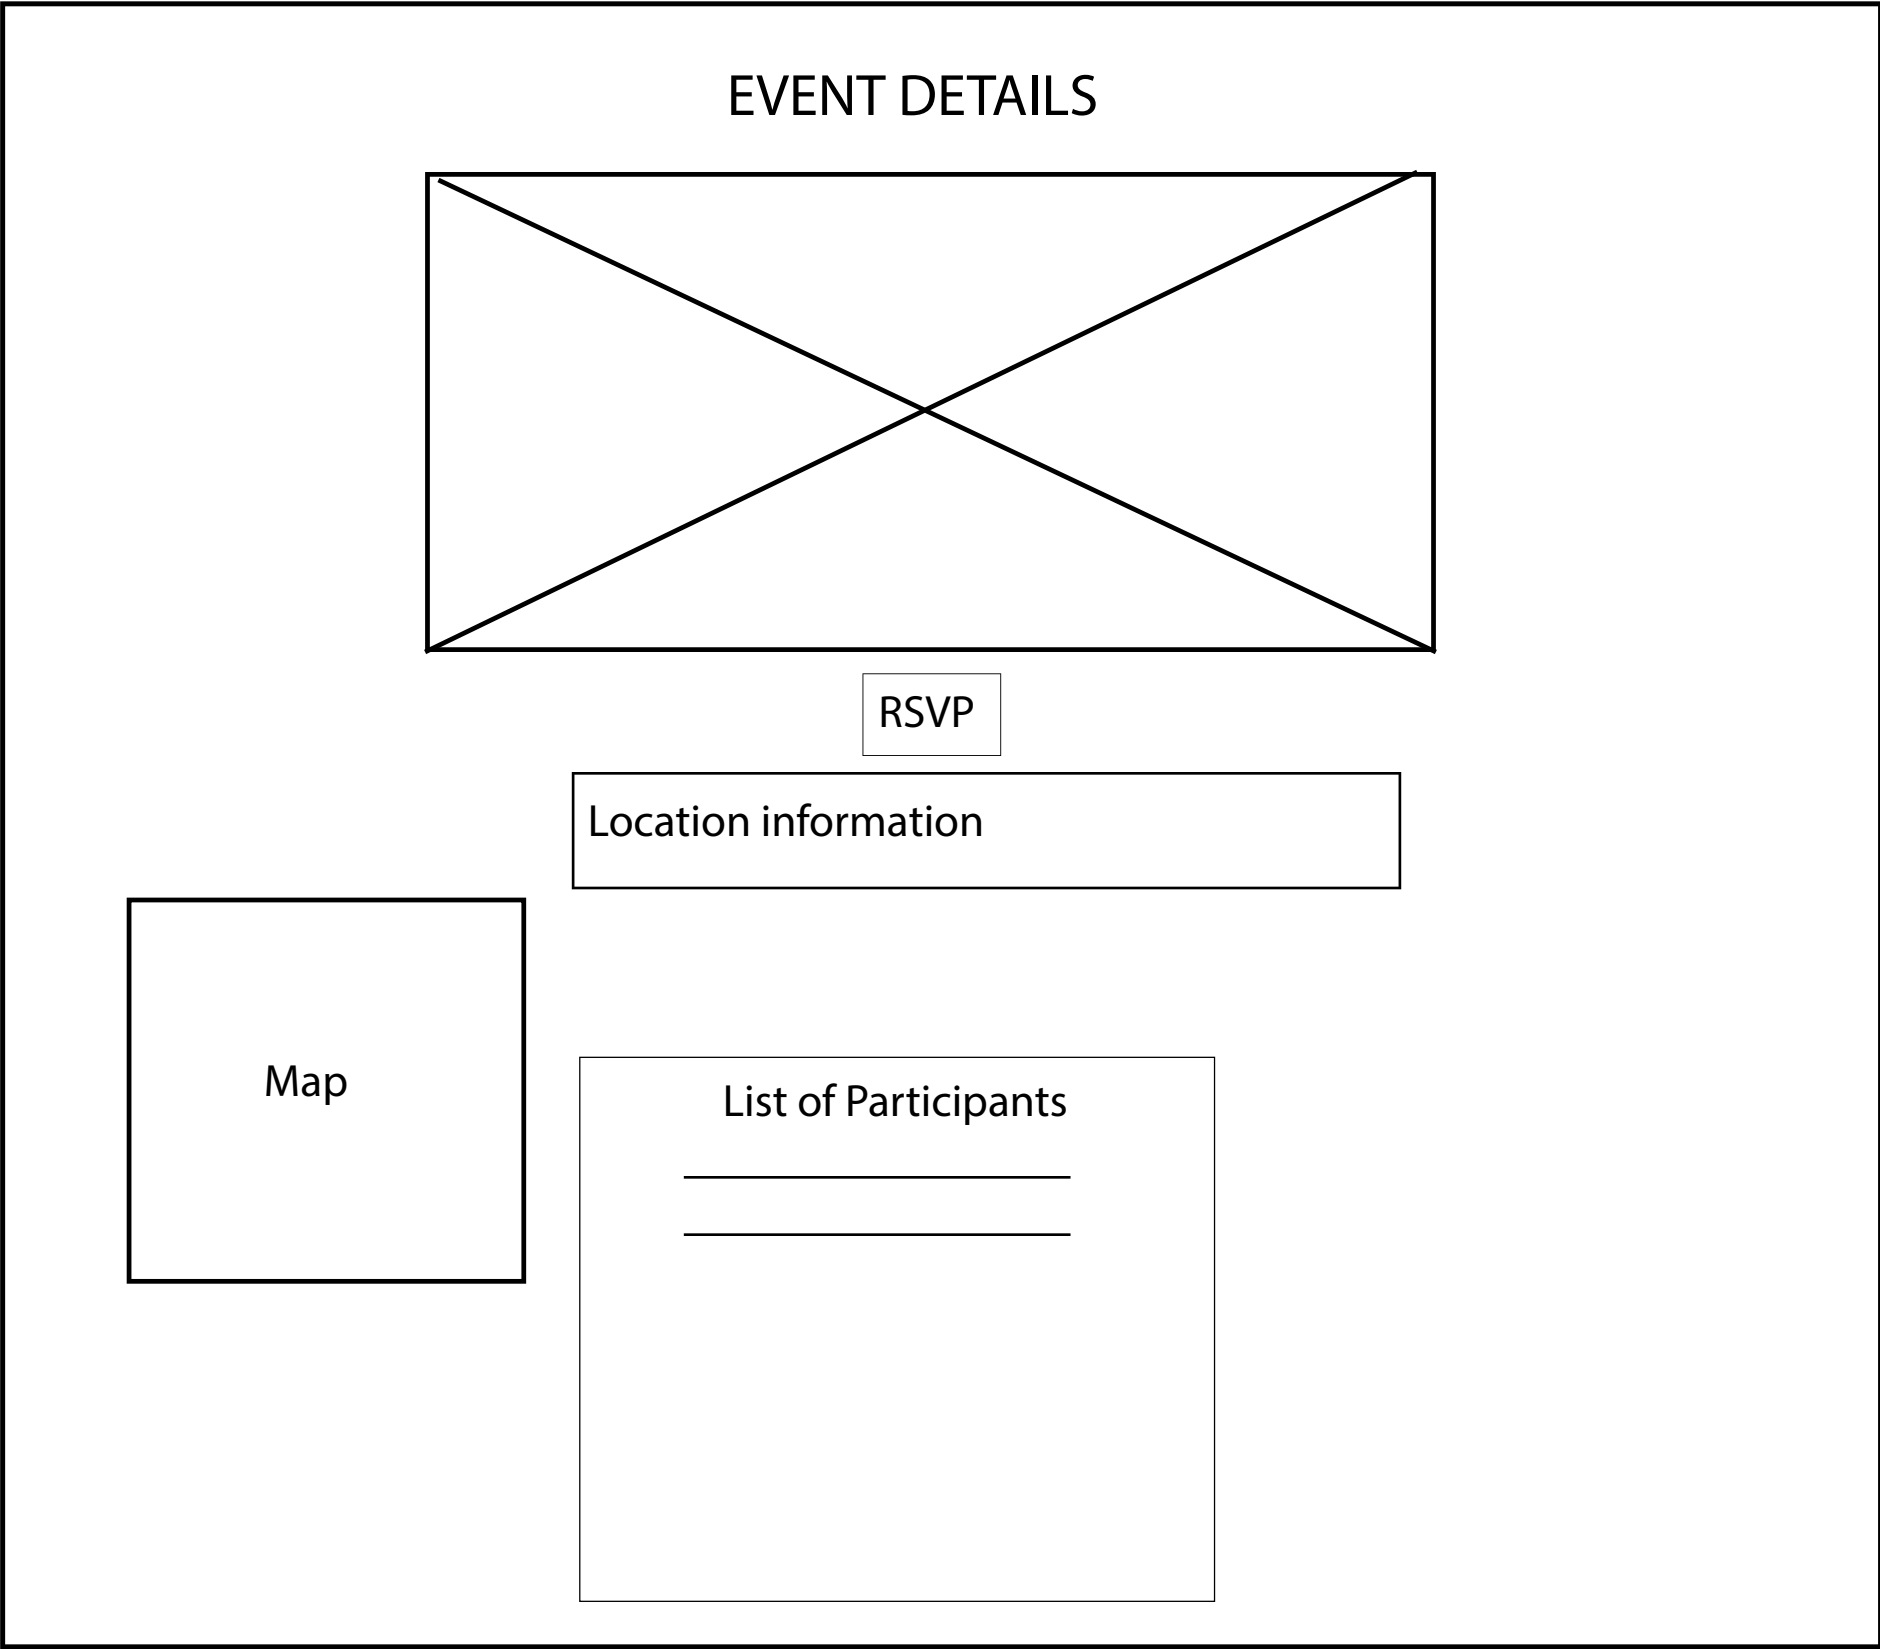 EVENT DETAILS
RSVP
Location information
Map
List of Participants